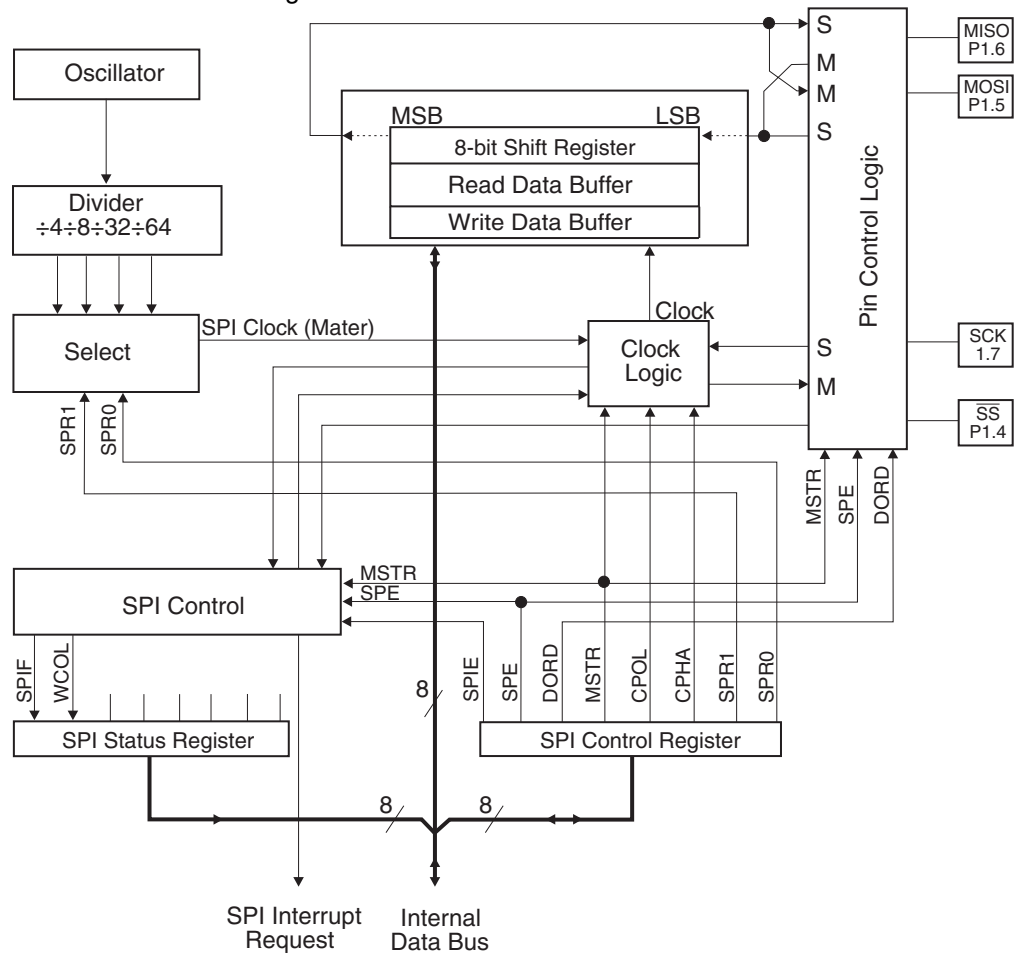 S
MISO
P1.6
Oscillator
M
MOSI
P1.5
M
MSB
LSB
S
8-bit Shift Register
Read Data Buffer
Write Data Buffer
Pin Control Logic
Divider
÷4÷8÷32÷64
SPI Clock (Mater)
Clock
Select
Clock
Logic
S
SCK
1.7
M
SS
P1.4
SPR1
SPR0
MSTR
SPE
DORD
MSTR
SPE
SPI Control
SPIF
WCOL
8
SPIE
SPE
DORD
MSTR
CPOL
CPHA
SPR1
SPR0
SPI Status Register
SPI Control Register
8
8
SPI Interrupt
Request
Internal
Data Bus